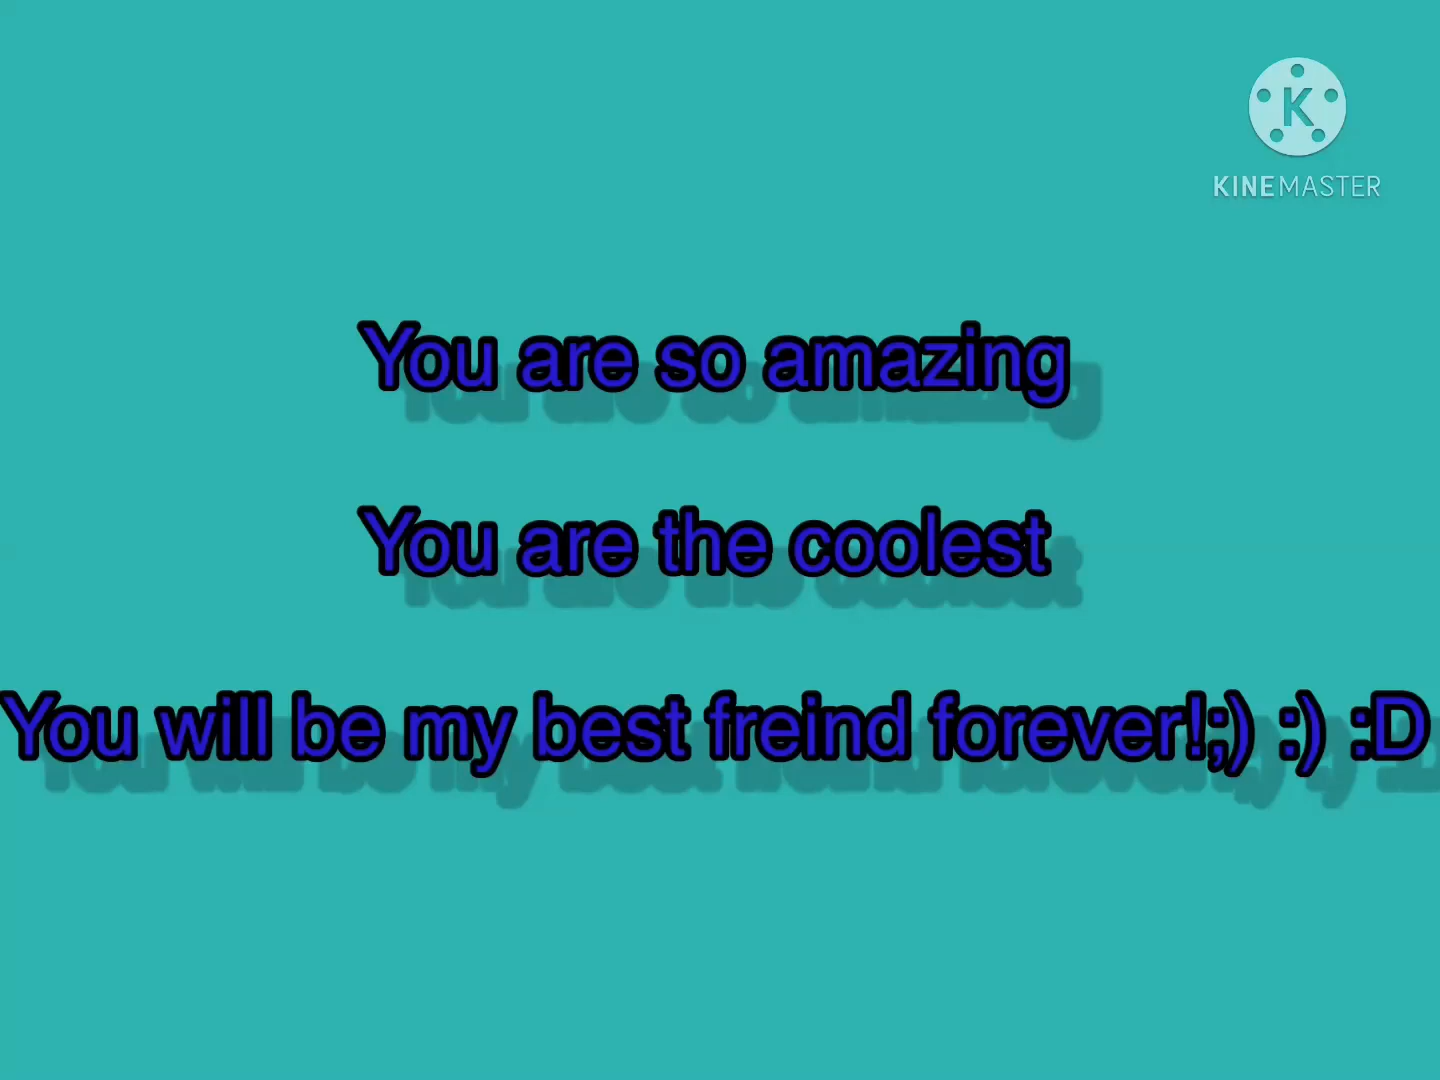 K
KINEMASTER
You are so amazing
You are the coolest
You will be my best freind forever!;) :) :D